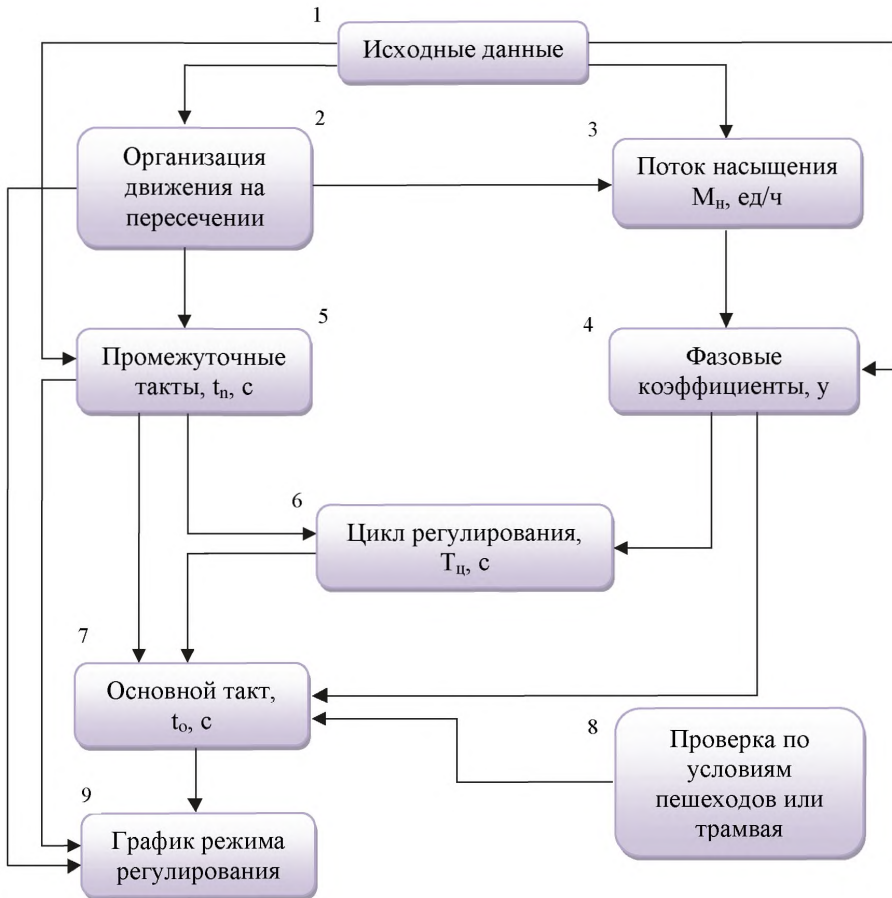 1
Исходные данные
2
Организация
движения на
пересечении
3
Поток насыщения
Мн, ед/ч
5
Промежуточные
такты, tп, с
4
Фазовые
коэффициенты, у
6
Цикл регулирования,
Тц, с
7
Основной такт,
tо, с
8
Проверка по
условиям
пешеходов или
трамвая
9
График режима
регулирования